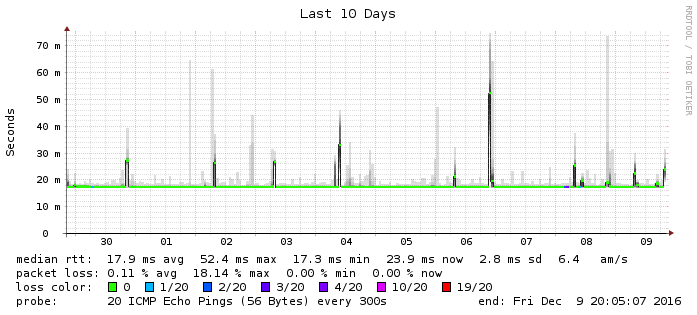 Last 10 Days
RRDTOOL / TOBI OETIKER
Seconds
70 m
60 m
50 m
40 m
30 m
20 m
10 m
0
30 01 02 03 04 05 06 07 08 09
median rtt: 17.9 ms avg 52.4 ms max 17.3 ms min 23.9 ms now 2.8 ms sd 6.4 am/s
packet loss: 0.11 % avg 18.14 % max 0.00 % min 0.00 % now
loss color: 0 1/20 2/20 3/20 4/20 10/20 19/20
probe: 20 ICMP Echo Pings (56 Bytes) every 300s end: Fri Dec 9 20:05:07 2016